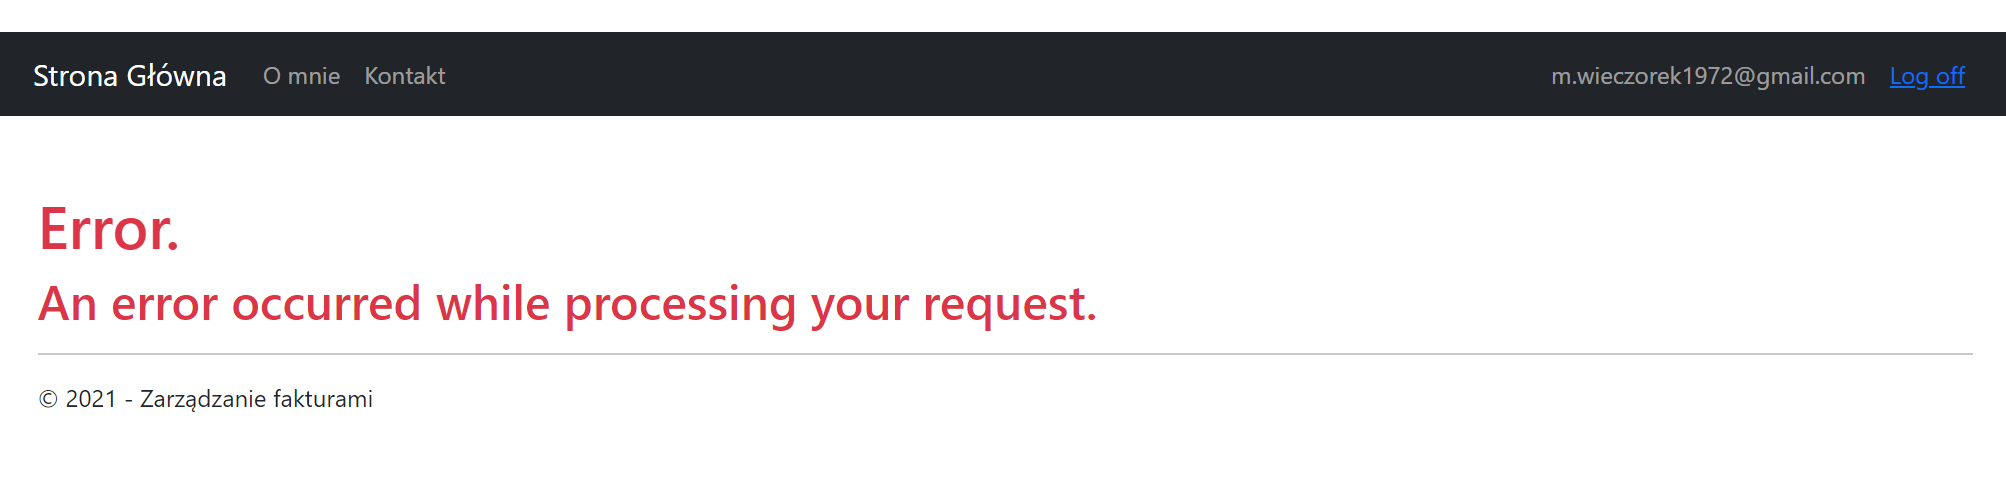 Strona Główna O mnie Kontakt m.wieczorek1972@gmail.com Log off
Error.
An error occurred while processing your request.
© 2021 - Zarządzanie fakturami